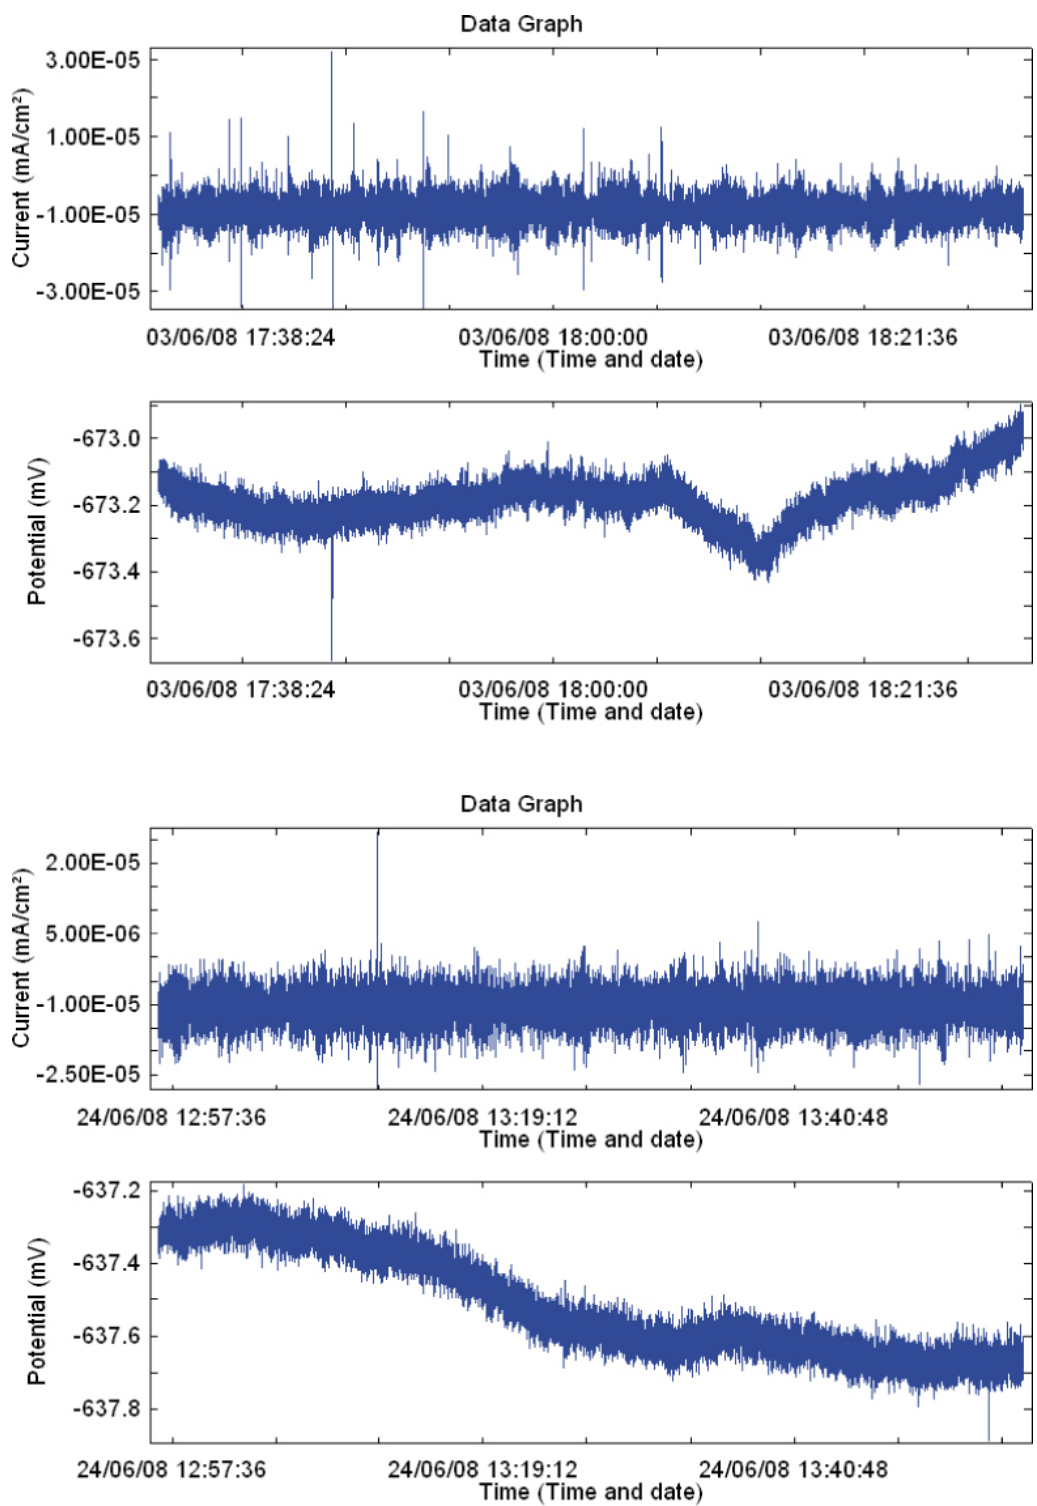 Data Graph
Current (mA/cm²)
3.00E-05
1.00E-05
-1.00E-05
-3.00E-05
03/06/08 17:38:24 03/06/08 18:00:00 03/06/08 18:21:36
Time (Time and date)
Potential (mV)
-673.0
-673.2
-673.4
-673.6
03/06/08 17:38:24 03/06/08 18:00:00 03/06/08 18:21:36
Time (Time and date)
Data Graph
Current (mA/cm²)
2.00E-05
5.00E-06
-1.00E-05
-2.50E-05
24/06/08 12:57:36 24/06/08 13:19:12 24/06/08 13:40:48
Time (Time and date)
Potential (mV)
-637.2
-637.4
-637.6
-637.8
24/06/08 12:57:36 24/06/08 13:19:12 24/06/08 13:40:48
Time (Time and date)